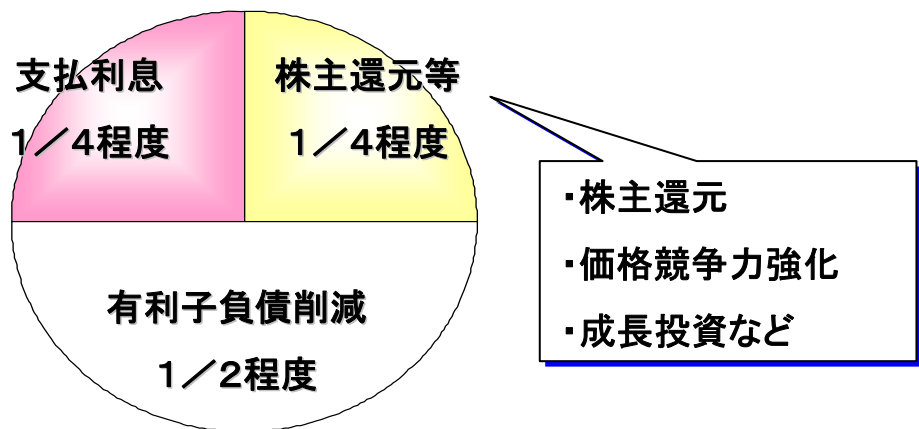 支払利息
１／４程度
株主還元等
１／４程度
有利子負債削減
１／２程度
・株主還元
・価格競争力強化
・成長投資など